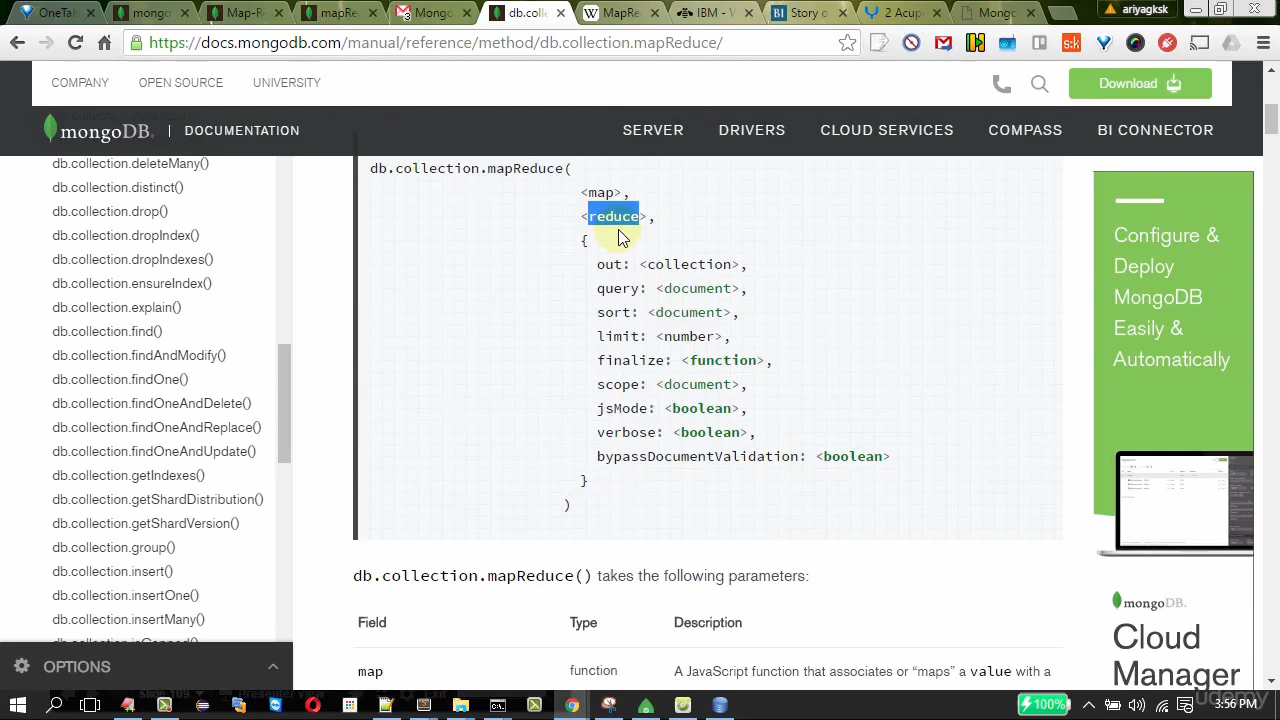 OneTa
mongo
Map-R
mapRe
Mongo
db.colle
MapRe
IBM - W
Story o
2 Acup
Mongo
ariyagksk
https://docs.mongodb.com/manual/reference/method/db.collection.mapReduce/
COMPANY
OPEN SOURCE
UNIVERSITY
Download
mongoDB.
DOCUMENTATION
SERVER
DRIVERS
CLOUD SERVICES
COMPASS
BI CONNECTOR
db.collection.deleteMany()
db.collection.distinct()
db.collection.drop()
db.collection.dropIndex()
db.collection.dropIndexes()
db.collection.ensureIndex()
db.collection.explain()
db.collection.find()
db.collection.findAndModify()
db.collection.findOne()
db.collection.findOneAndDelete()
db.collection.findOneAndReplace()
db.collection.findOneAndUpdate()
db.collection.getIndexes()
db.collection.getShardDistribution()
db.collection.getShardVersion()
db.collection.group()
db.collection.insert()
db.collection.insertOne()
db.collection.insertMany()
OPTIONS
db.collection.mapReduce(
<map>,
<reduce>,
{
out: <collection>,
query: <document>,
sort: <document>,
limit: <number>,
finalize: <function>,
scope: <document>,
jsMode: <boolean>,
verbose: <boolean>,
bypassDocumentValidation: <boolean>
}
)
db.collection.mapReduce() takes the following parameters:
Field Type Description
map function A JavaScript function that associates or “maps” a value with a
Configure &
Deploy
MongoDB
Easily &
Automatically
mongoDB.
Cloud
Manager
100%
3:56 PM
udemy